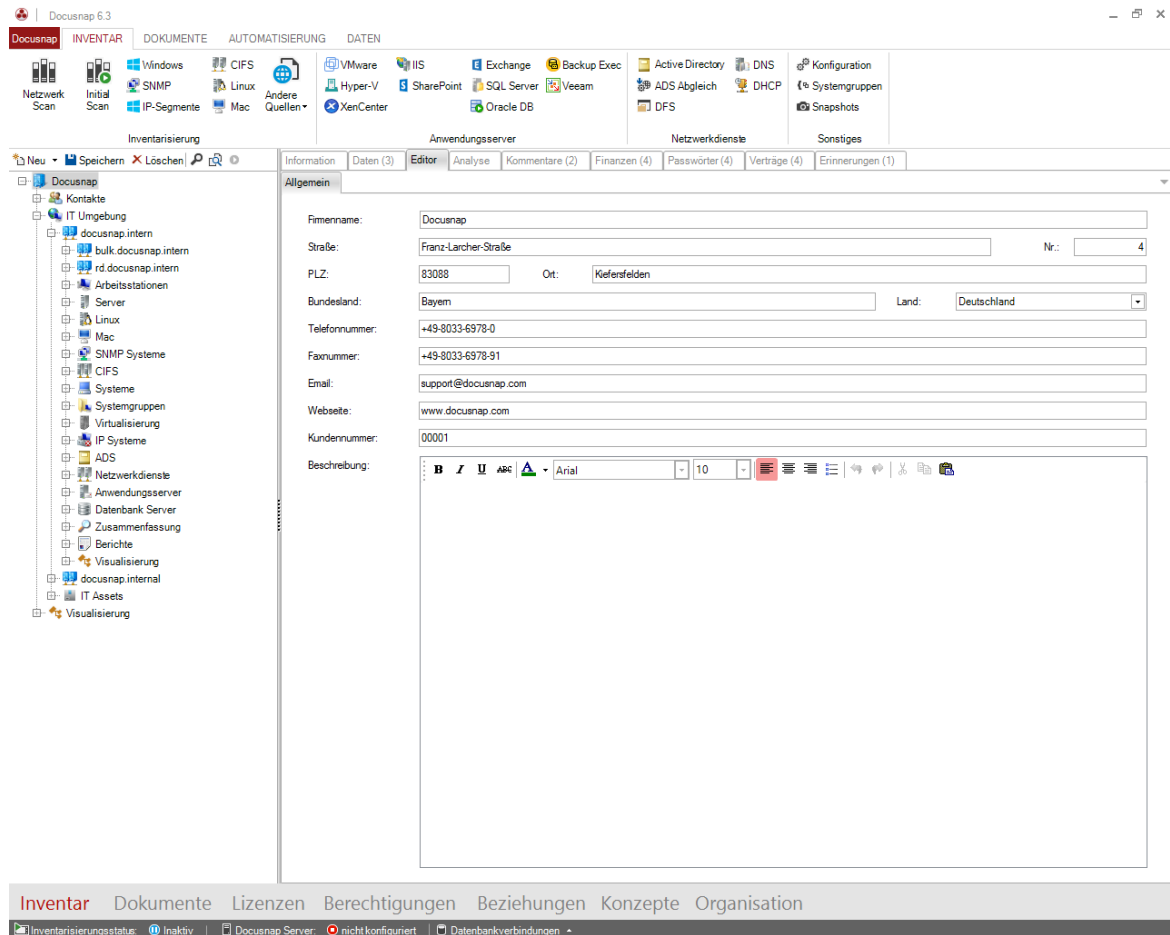 Docusnap 6.3
Docusnap INVENTAR DOKUMENTE AUTOMATISIERUNG DATEN
Netzwerk Scan
Initial Scan
Windows
SNMP
IP-Segmente
CIFS
Linux
Mac
Andere Quellen
Inventarisierung
VMware
Hyper-V
XenCenter
IIS
SharePoint
Exchange
SQL Server
Oracle DB
Backup Exec
Veeam
Anwendungsserver
Active Directory
ADS Abgleich
DFS
DNS
DHCP
Netzwerkdienste
Konfiguration
Systemgruppen
Snapshots
Sonstiges
Neu Speichern Löschen
Docusnap
Kontakte
IT Umgebung
docusnap.intern
bulk.docusnap.intern
rd.docusnap.intern
Arbeitsstationen
Server
Linux
Mac
SNMP Systeme
CIFS
Systeme
Systemgruppen
Virtualisierung
IP Systeme
ADS
Netzwerkdienste
Anwendungsserver
Datenbank Server
Zusammenfassung
Berichte
Visualisierung
docusnap.internal
IT Assets
Visualisierung
Information Daten (3) Editor Analyse Kommentare (2) Finanzen (4) Passwörter (4) Verträge (4) Erinnerungen (1)
Allgemein
Firmenname: Docusnap
Straße: Franz-Larcher-Straße Nr.: 4
PLZ: 83088 Ort: Kiefersfelden
Bundesland: Bayern Land: Deutschland
Telefonnummer: +49-8033-6978-0
Faxnummer: +49-8033-6978-91
Email: support@docusnap.com
Webseite: www.docusnap.com
Kundennummer: 00001
Beschreibung: B I U ABC A Arial 10
Inventar Dokumente Lizenzen Berechtigungen Beziehungen Konzepte Organisation
Inventarisierungsstatus: Inaktiv | Docusnap Server: nicht konfiguriert | Datenbankverbindungen